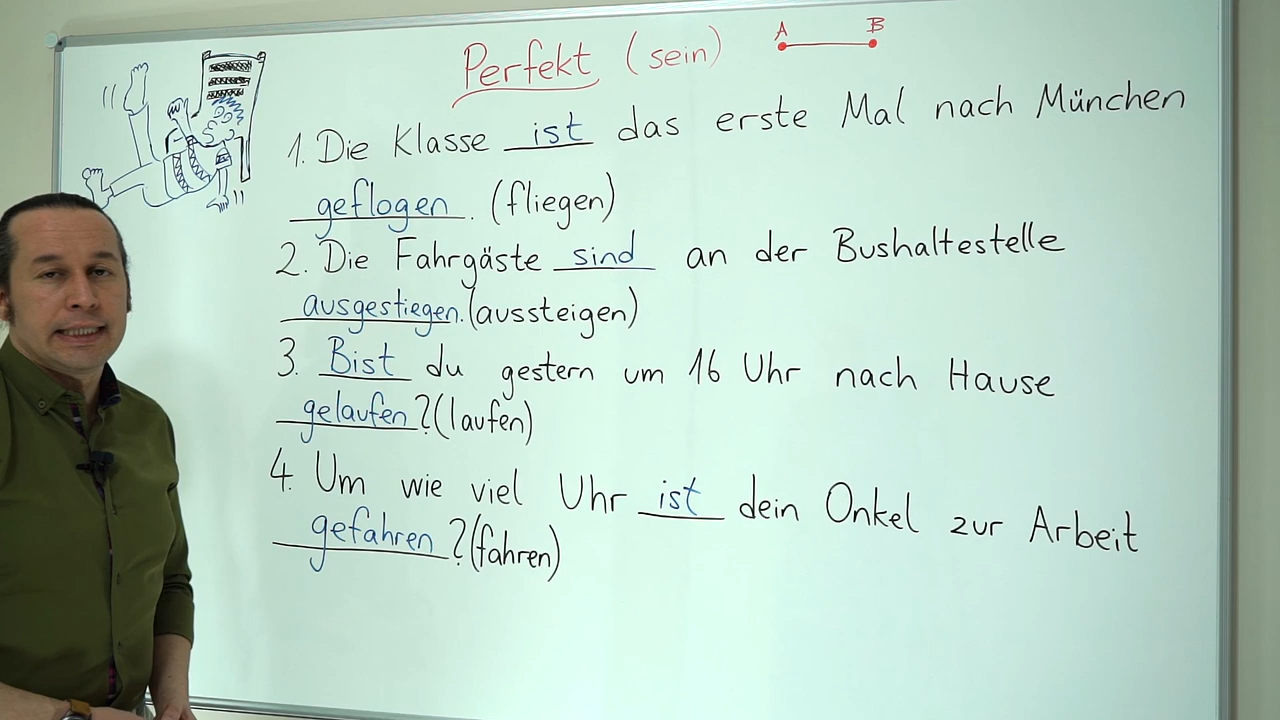 Perfekt (sein)
A B
1. Die Klasse ist das erste Mal nach München
geflogen. (fliegen)
2. Die Fahrgäste sind an der Bushaltestelle
ausgestiegen. (aussteigen)
3. Bist du gestern um 16 Uhr nach Hause
gelaufen? (laufen)
4. Um wie viel Uhr ist dein Onkel zur Arbeit
gefahren? (fahren)